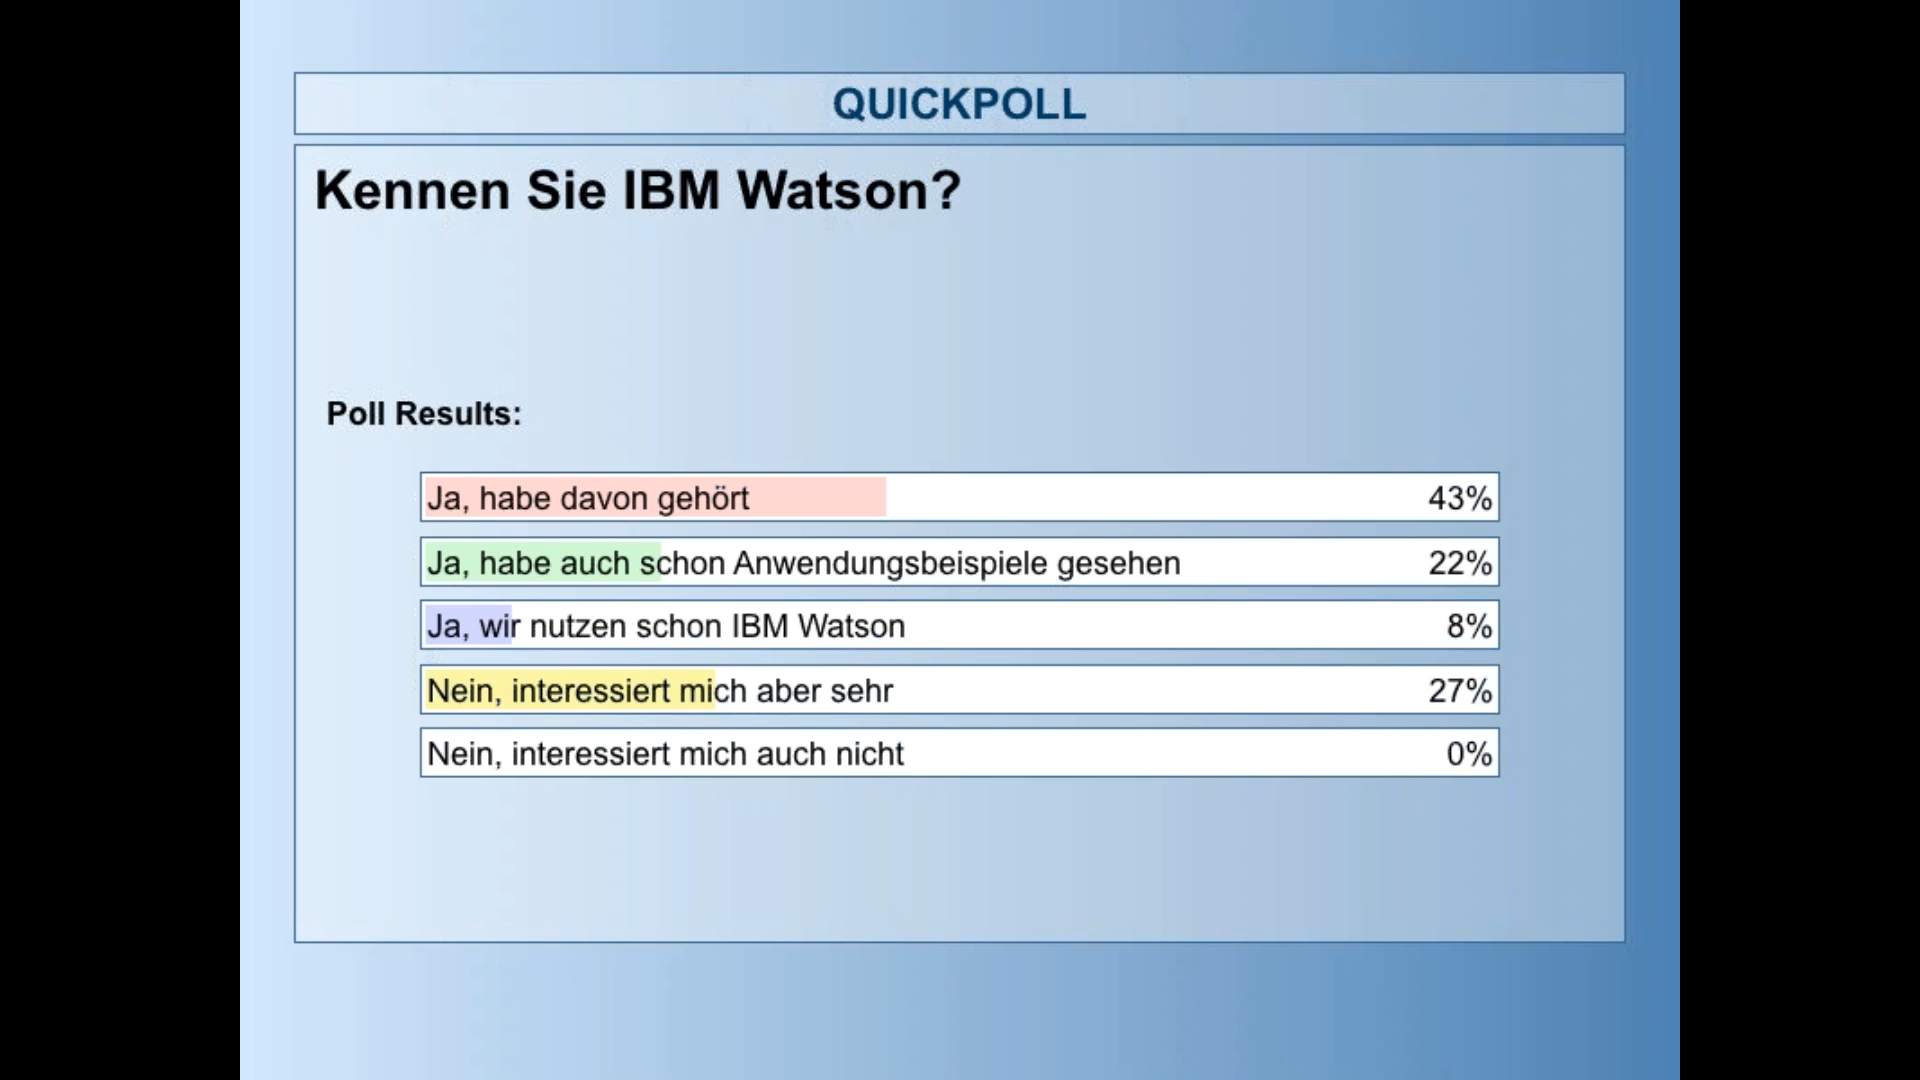 QUICKPOLL
Kennen Sie IBM Watson?
Poll Results:
Ja, habe davon gehört 43%
Ja, habe auch schon Anwendungsbeispiele gesehen 22%
Ja, wir nutzen schon IBM Watson 8%
Nein, interessiert mich aber sehr 27%
Nein, interessiert mich auch nicht 0%